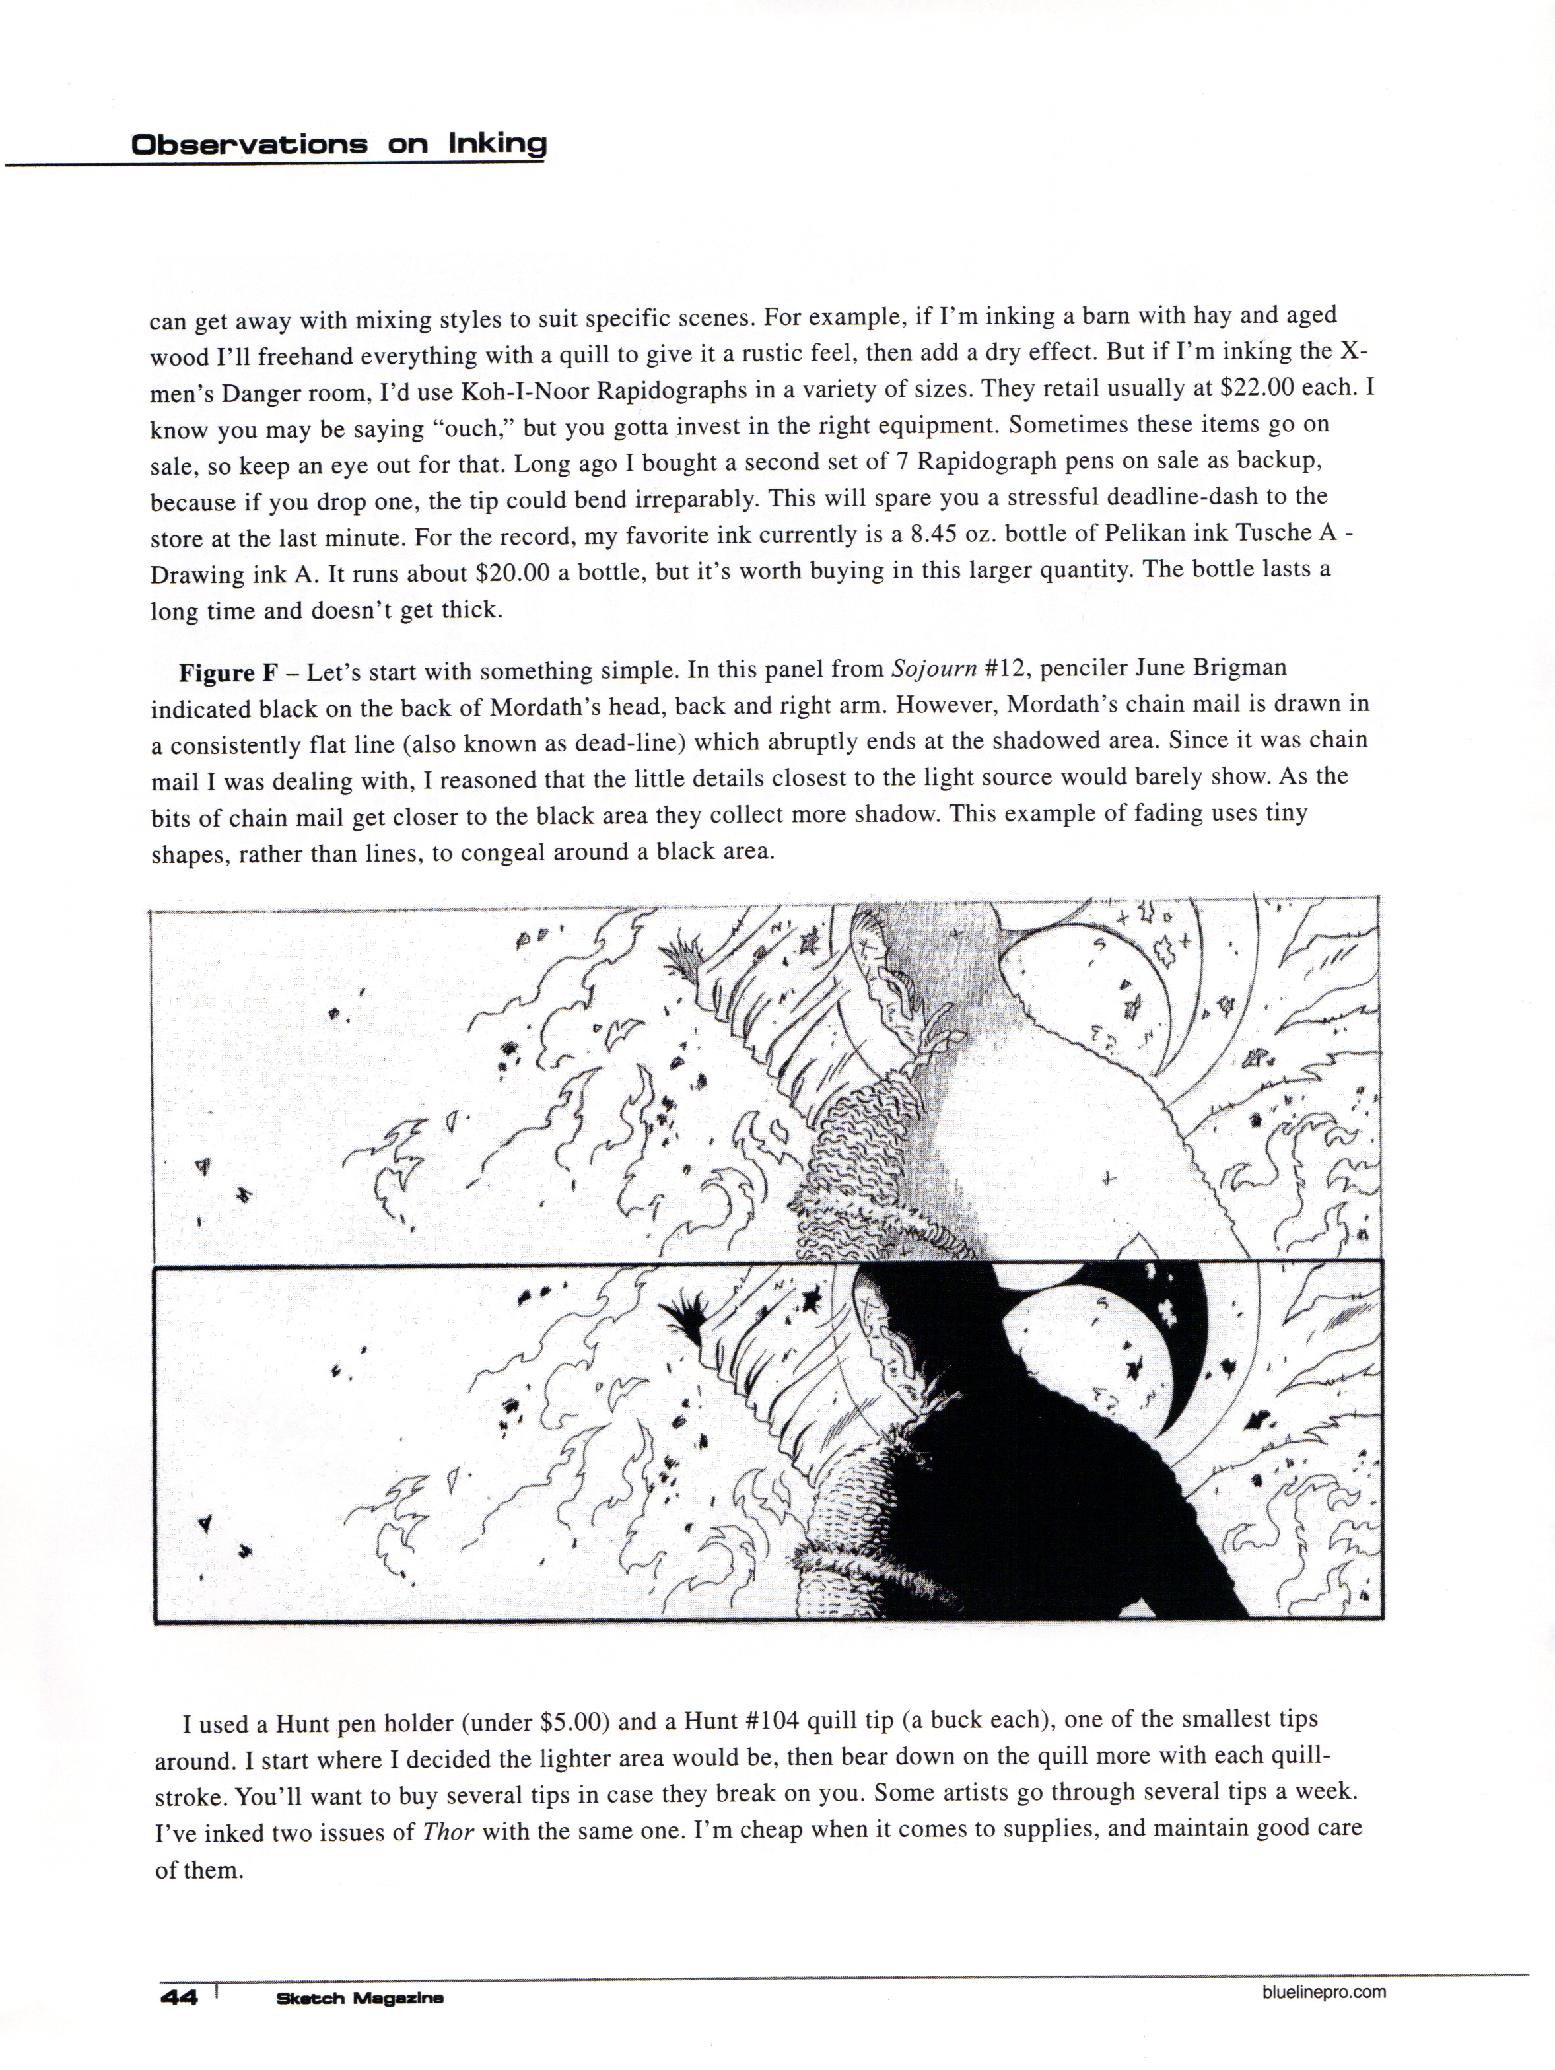 Observations on Inking
can get away with mixing styles to suit specific scenes. For example, if I'm inking a barn with hay and aged
wood I'll freehand everything with a quill to give it a rustic feel, then add a dry effect. But if I'm inking the X-
men's Danger room, I'd use Koh-I-Noor Rapidographs in a variety of sizes. They retail usually at $22.00 each. I
know you may be saying “ouch,” but you gotta invest in the right equipment. Sometimes these items go on
sale, so keep an eye out for that. Long ago I bought a second set of 7 Rapidograph pens on sale as backup,
because if you drop one, the tip could bend irreparably. This will spare you a stressful deadline-dash to the
store at the last minute. For the record, my favorite ink currently is a 8.45 oz. bottle of Pelikan ink Tusche A -
Drawing ink A. It runs about $20.00 a bottle, but it's worth buying in this larger quantity. The bottle lasts a
long time and doesn't get thick.
Figure F – Let's start with something simple. In this panel from Sojourn #12, penciler June Brigman
indicated black on the back of Mordath's head, back and right arm. However, Mordath's chain mail is drawn in
a consistently flat line (also known as dead-line) which abruptly ends at the shadowed area. Since it was chain
mail I was dealing with, I reasoned that the little details closest to the light source would barely show. As the
bits of chain mail get closer to the black area they collect more shadow. This example of fading uses tiny
shapes, rather than lines, to congeal around a black area.
I used a Hunt pen holder (under $5.00) and a Hunt #104 quill tip (a buck each), one of the smallest tips
around. I start where I decided the lighter area would be, then bear down on the quill more with each quill-
stroke. You'll want to buy several tips in case they break on you. Some artists go through several tips a week.
I've inked two issues of Thor with the same one. I'm cheap when it comes to supplies, and maintain good care
of them.
44 Sketch Magazine bluelinepro.com